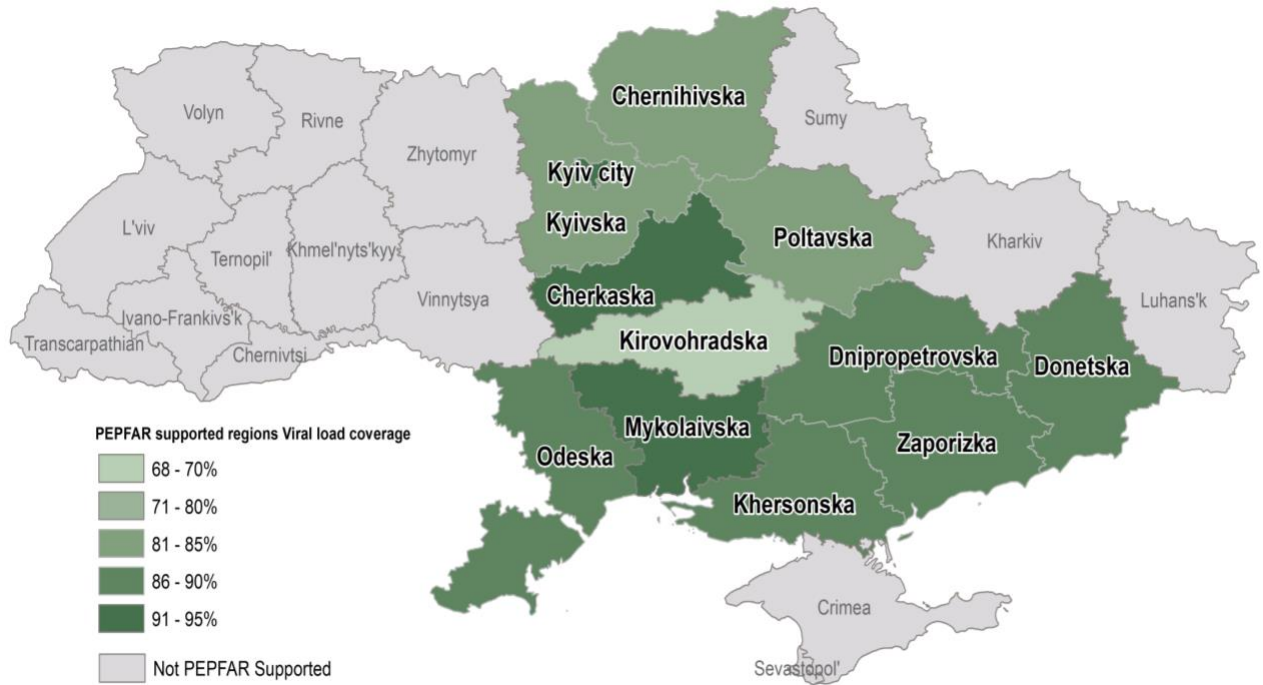 Chernihivska
Volyn
Rivne
Sumy
Zhytomyr
Kyiv city
L'viv
Kyivska
Poltavska
Ternopil'
Khmel'nyts'kyy
Kharkiv
Vinnytsya
Cherkaska
Luhans'k
Ivano-Frankivs'k
Transcarpathian
Chernivtsi
Kirovohradska
Dnipropetrovska
Donetska
Mykolaivska
Odeska
Zaporizka
Khersonska
Crimea
Sevastopol'
PEPFAR supported regions Viral load coverage
68 - 70%
71 - 80%
81 - 85%
86 - 90%
91 - 95%
Not PEPFAR Supported